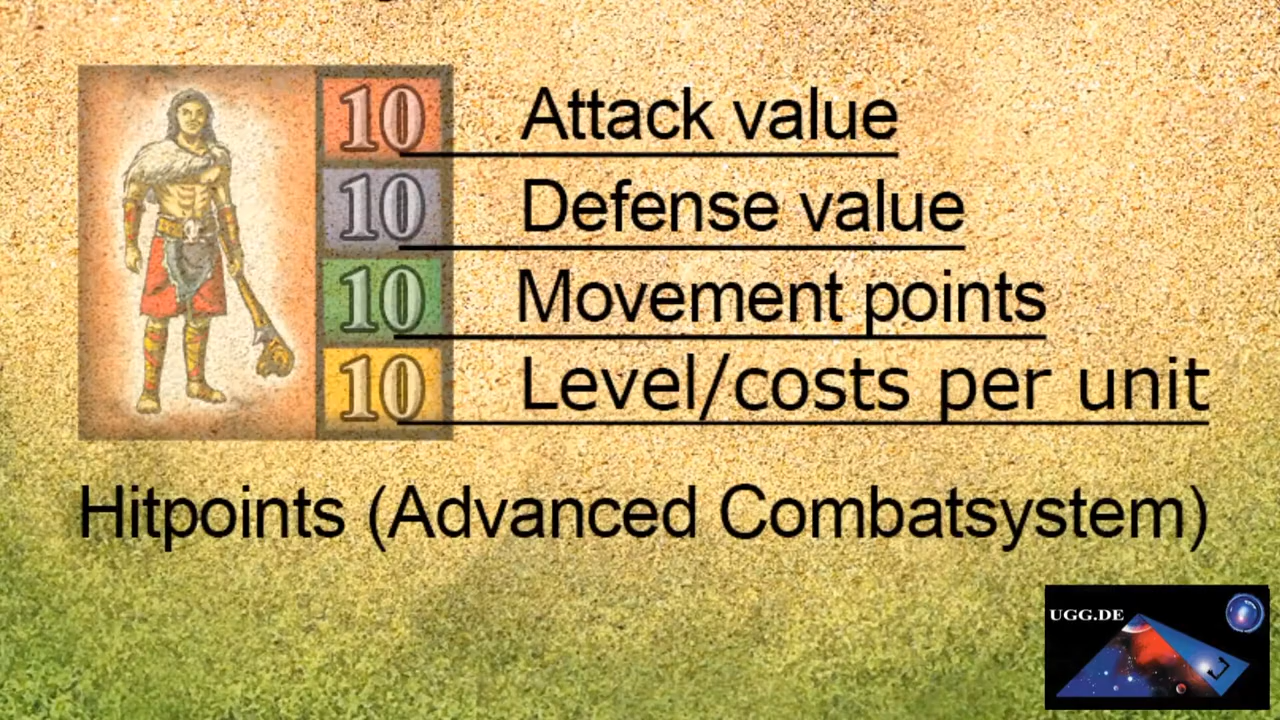 10 Attack value
10 Defense value
10 Movement points
10 Level/costs per unit
Hitpoints (Advanced Combatsystem)
UGG.DE